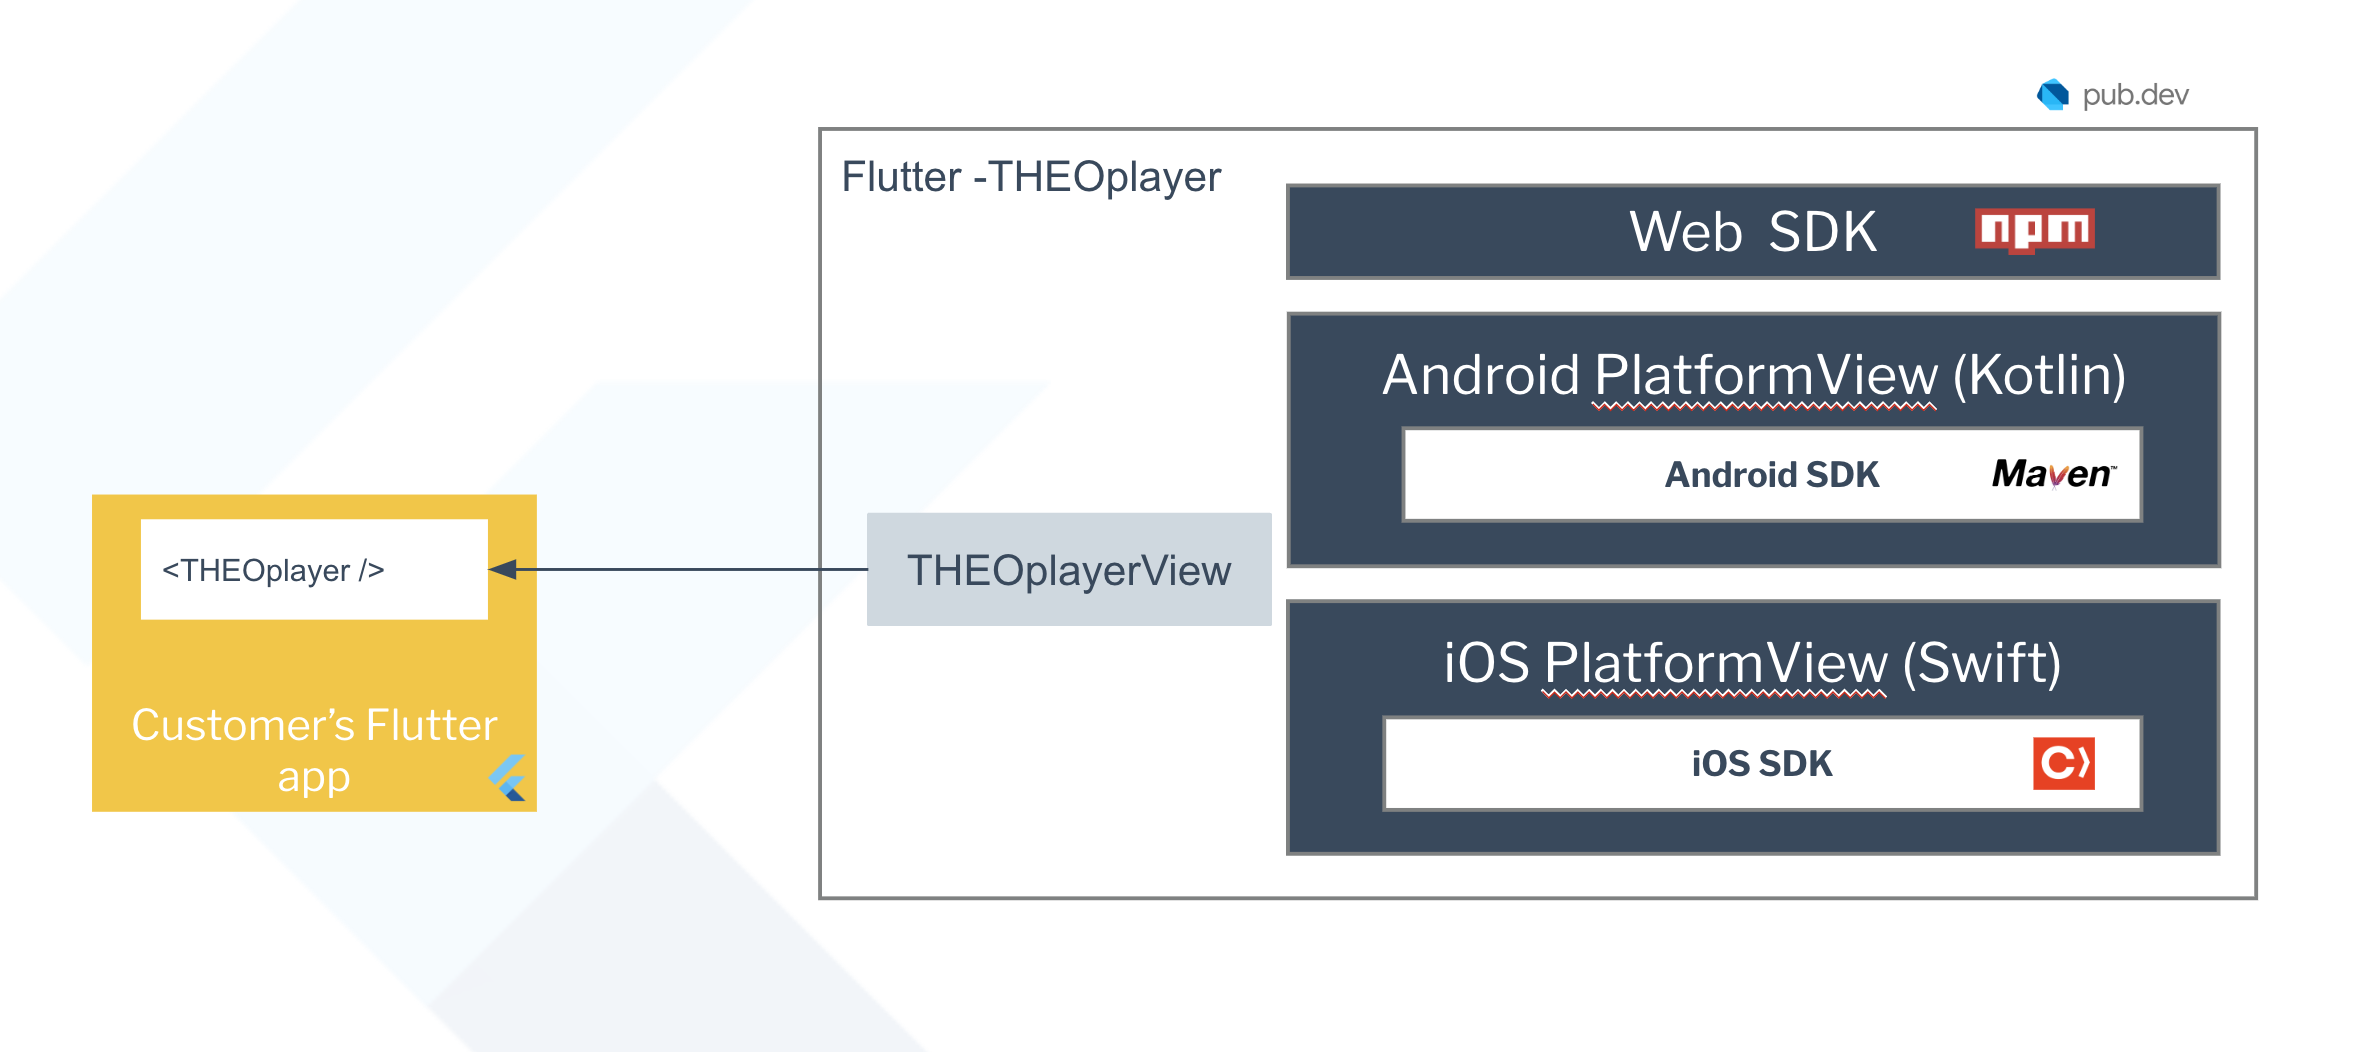 pub.dev
Flutter -THEOplayer
Web SDK
npm
Android PlatformView (Kotlin)
Android SDK
Maven™
<THEOplayer />
THEOplayerView
Customer’s Flutter
app
iOS PlatformView (Swift)
iOS SDK
C